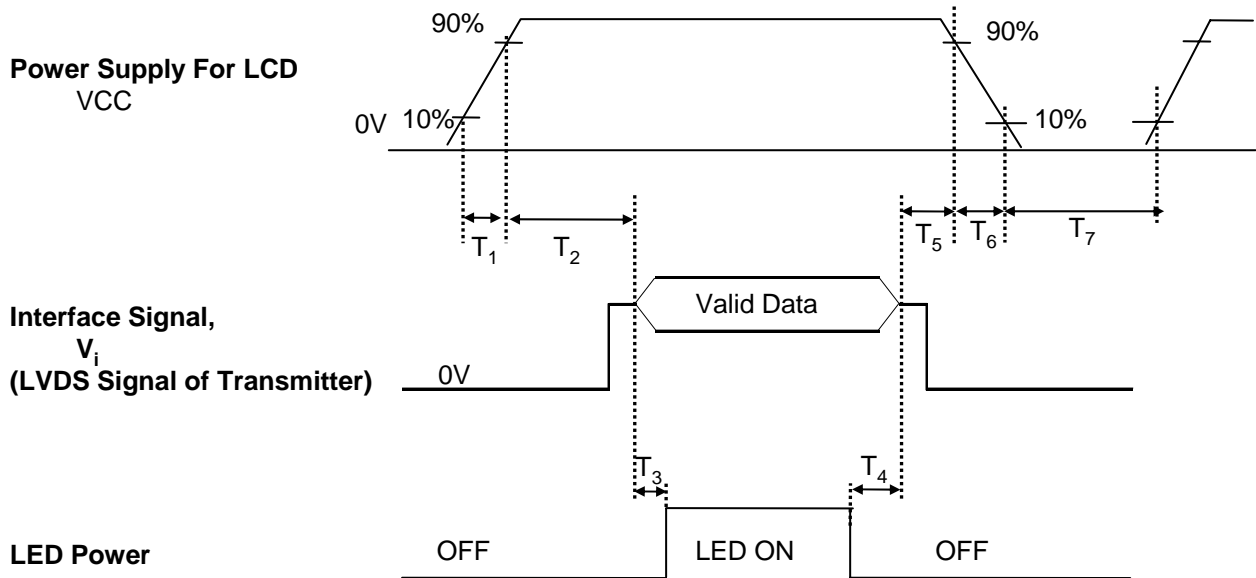 90%
90%
Power Supply For LCD
VCC
0V
10%
10%
T1
T2
T5
T6
T7
Interface Signal,
Vi
(LVDS Signal of Transmitter)
Valid Data
0V
T3
T4
LED Power
OFF
LED ON
OFF